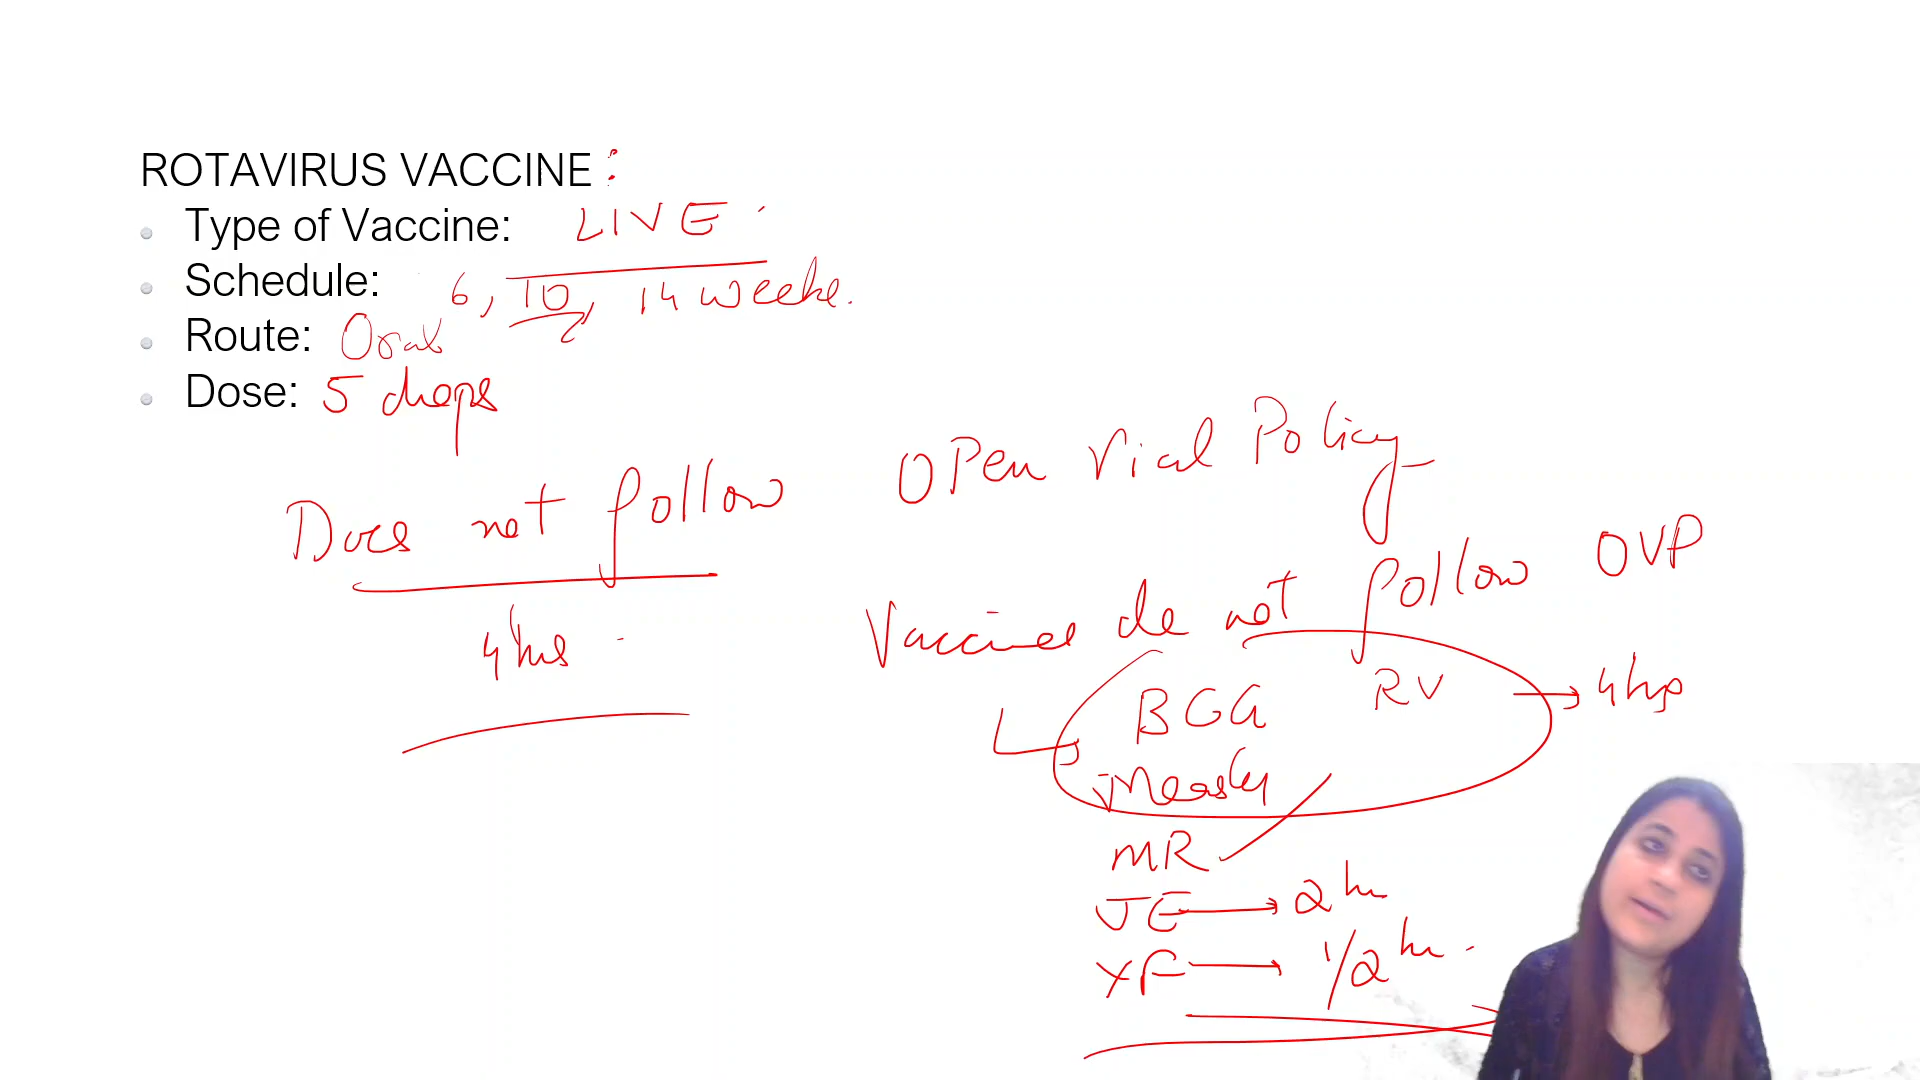 ROTAVIRUS VACCINE :
Type of Vaccine: LIVE
Schedule: 6, 10, 14 weeks.
Route: Oral
Dose: 5 drops
Does not follow OPen Vial Policy
4 hrs
Vaccines do not follow OVP
BCG RV → 4 hrs
Measles
MR
JE → 2 hr
YF → 1/2 hr